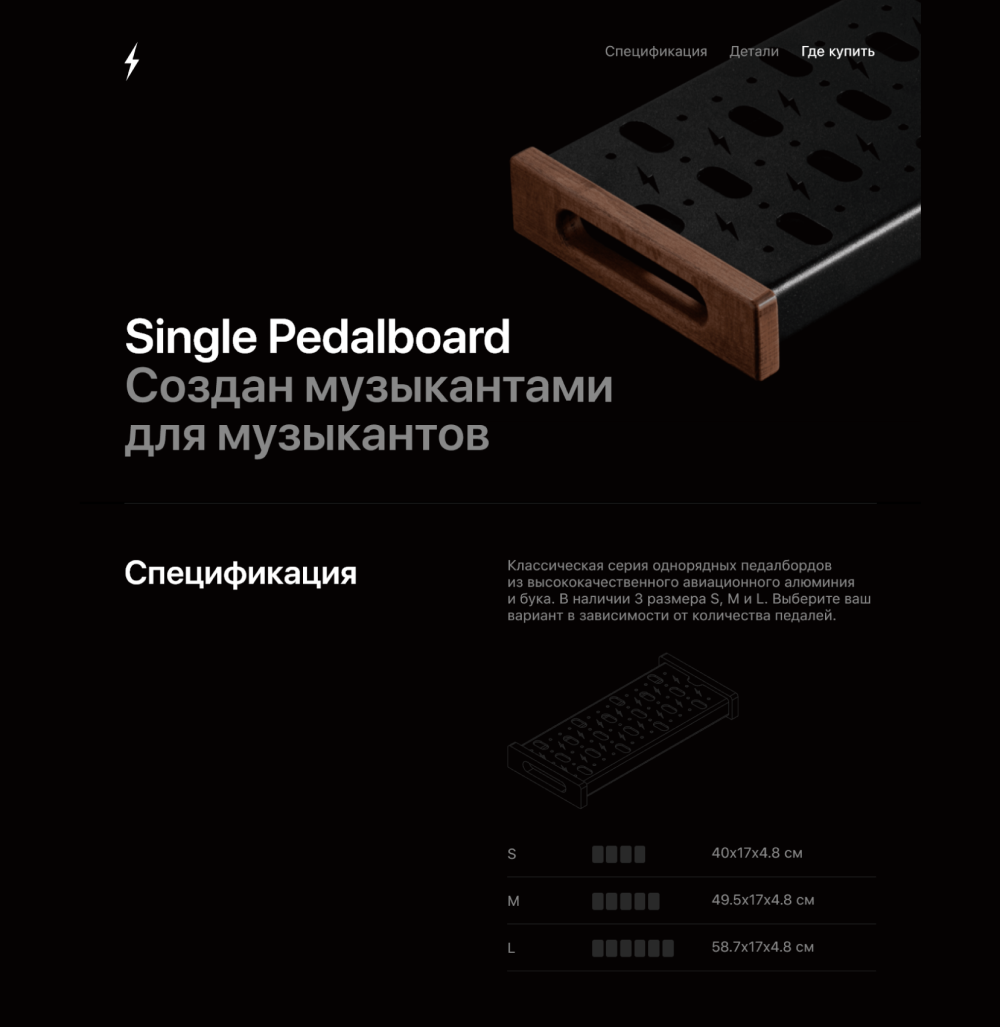 Спецификация Детали Где купить
Single Pedalboard
Создан музыкантами
для музыкантов
Спецификация
Классическая серия однорядных педалбордов
из высококачественного авиационного алюминия
и бука. В наличии 3 размера S, M и L. Выберите ваш
вариант в зависимости от количества педалей.
S 40x17x4.8 см
M 49.5x17x4.8 см
L 58.7x17x4.8 см